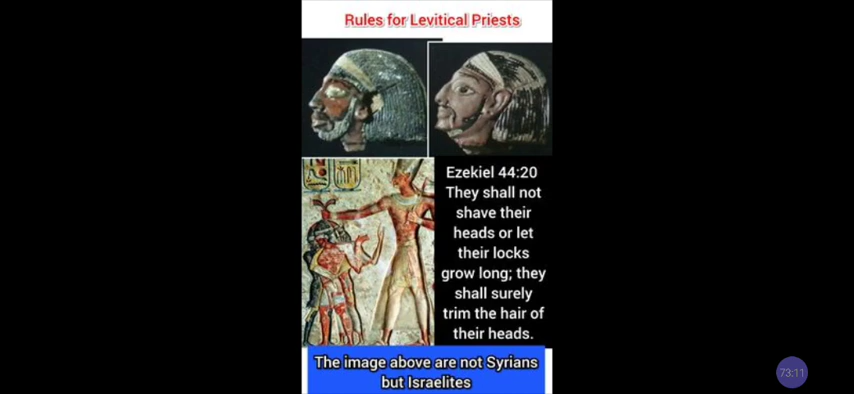 Rules for Levitical Priests
Ezekiel 44:20
They shall not
shave their
heads or let
their locks
grow long; they
shall surely
trim the hair of
their heads.
The image above are not Syrians
but Israelites
73:11